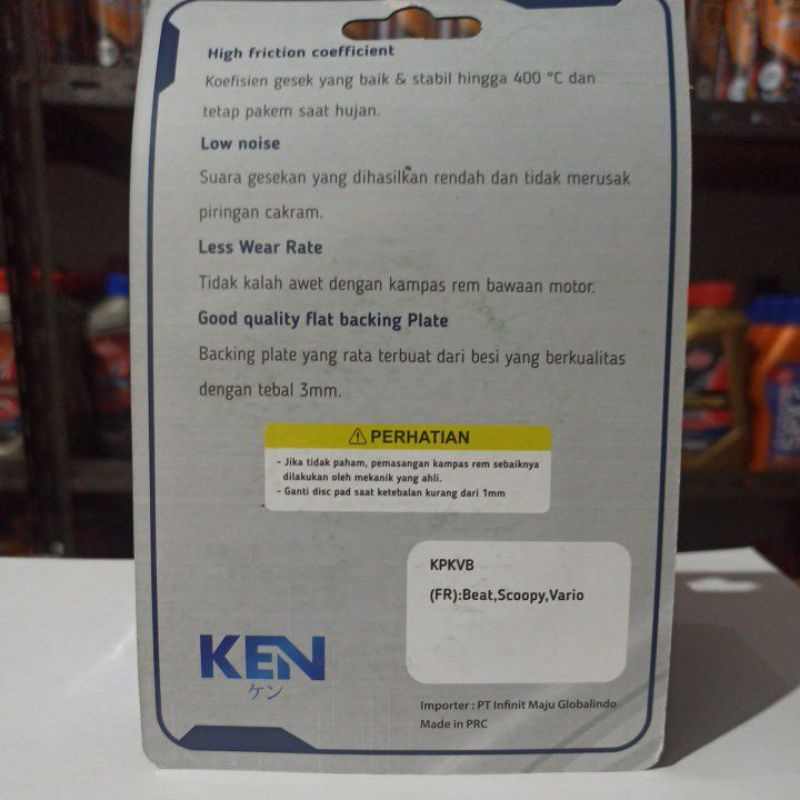 High friction coefficient
Koefisien gesek yang baik & stabil hingga 400 °C dan
tetap pakem saat hujan.
Low noise
Suara gesekan yang dihasilkan rendah dan tidak merusak
piringan cakram.
Less Wear Rate
Tidak kalah awet dengan kampas rem bawaan motor.
Good quality flat backing Plate
Backing plate yang rata terbuat dari besi yang berkualitas
dengan tebal 3mm.
⚠ PERHATIAN
- Jika tidak paham, pemasangan kampas rem sebaiknya
dilakukan oleh mekanik yang ahli.
- Ganti disc pad saat ketebalan kurang dari 1mm
KPKVB
(FR):Beat,Scoopy,Vario
KEN
ケン
Importer : PT Infinit Maju Globalindo
Made in PRC